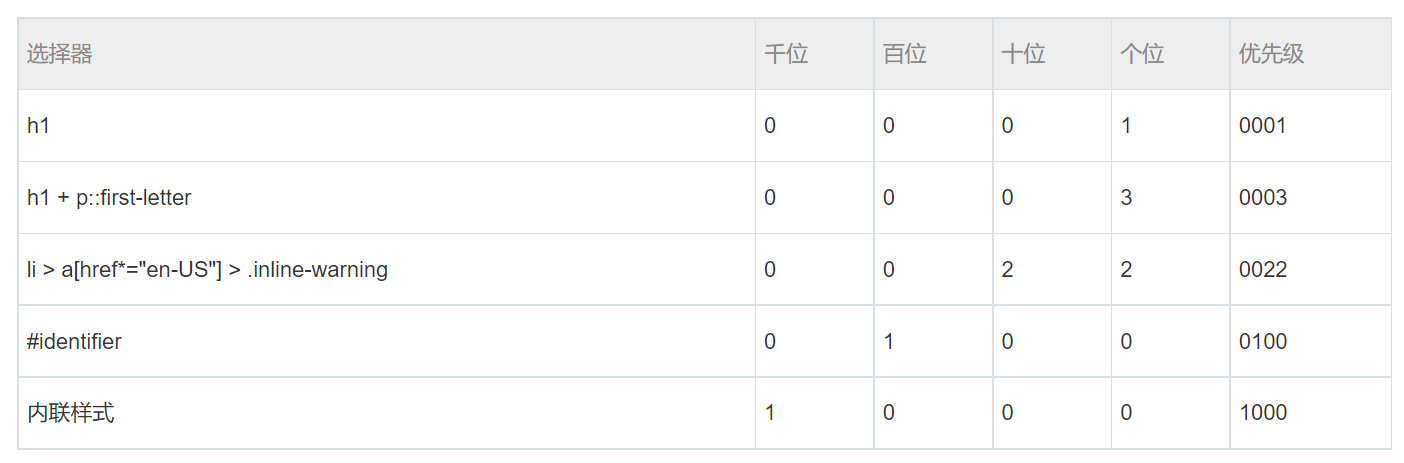 选择器 千位 百位 十位 个位 优先级
h1 0 0 0 1 0001
h1 + p::first-letter 0 0 0 3 0003
li > a[href*="en-US"] > .inline-warning 0 0 2 2 0022
#identifier 0 1 0 0 0100
内联样式 1 0 0 0 1000